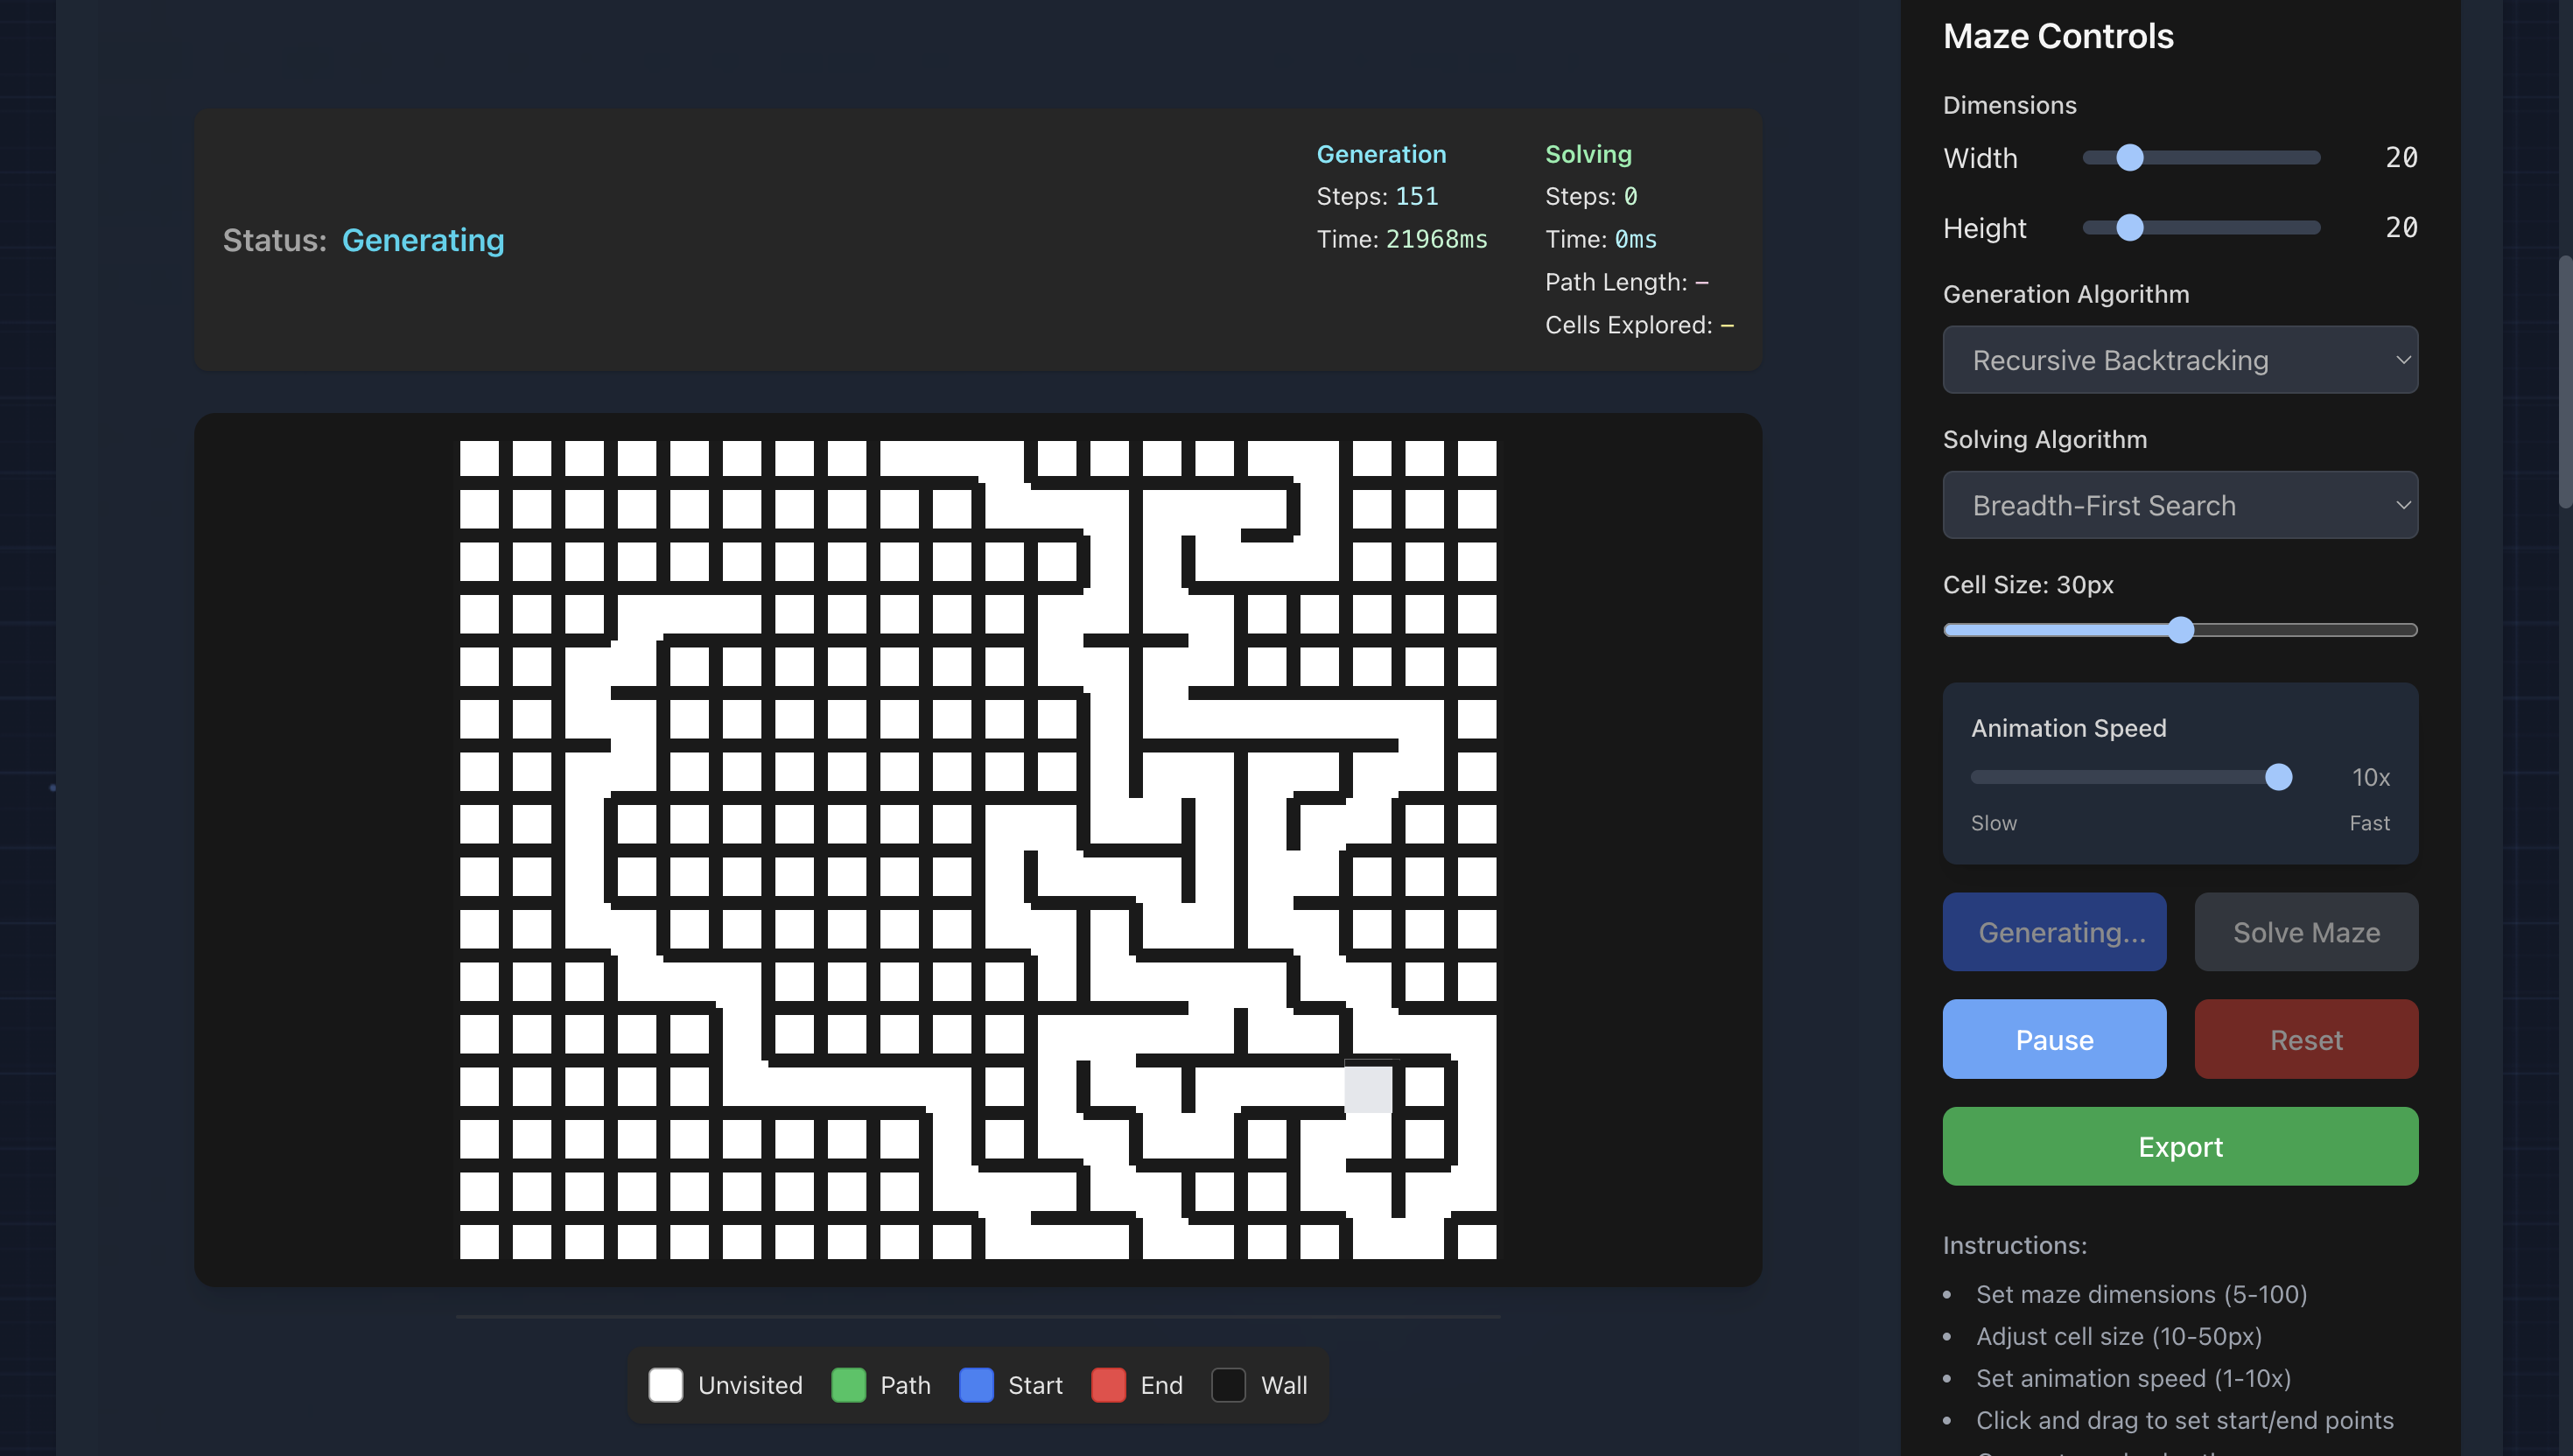 Maze Controls
Dimensions
Width 20
Height 20
Generation Algorithm
Recursive Backtracking
Solving Algorithm
Breadth-First Search
Cell Size: 30px
Animation Speed
10x
Slow Fast
Generating... Solve Maze
Pause Reset
Export
Instructions:
• Set maze dimensions (5-100)
• Adjust cell size (10-50px)
• Set animation speed (1-10x)
• Click and drag to set start/end points
Status: Generating
Generation
Steps: 151
Time: 21968ms
Solving
Steps: 0
Time: 0ms
Path Length: –
Cells Explored: –
Unvisited Path Start End Wall